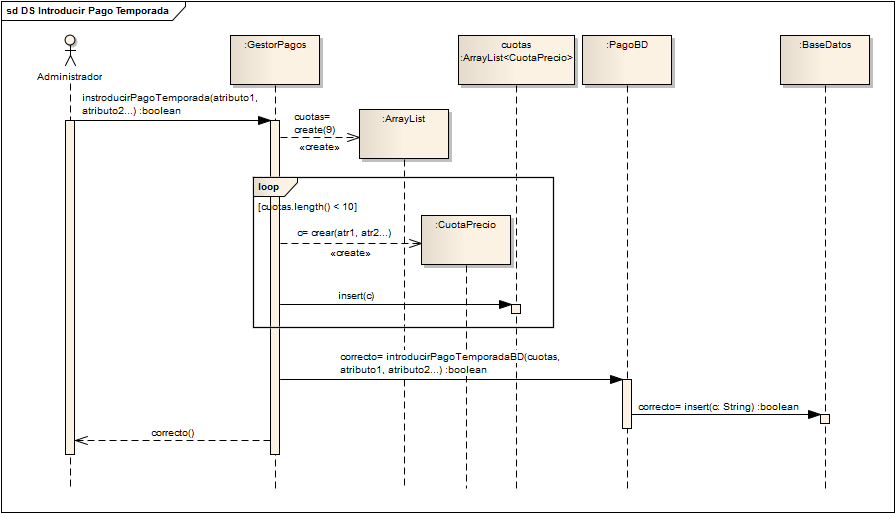 sd DS Introducir Pago Temporada
Administrador
:GestorPagos
cuotas
:ArrayList<CuotaPrecio>
:PagoBD
:BaseDatos
instroducirPagoTemporada(atributo1,
atributo2...) :boolean
cuotas=
create(9)
«create»
:ArrayList
loop
[cuotas.length() < 10]
c= crear(atr1, atr2...)
«create»
:CuotaPrecio
insert(c)
correcto= introducirPagoTemporadaBD(cuotas,
atributo1, atributo2...) :boolean
correcto= insert(c: String) :boolean
correcto()